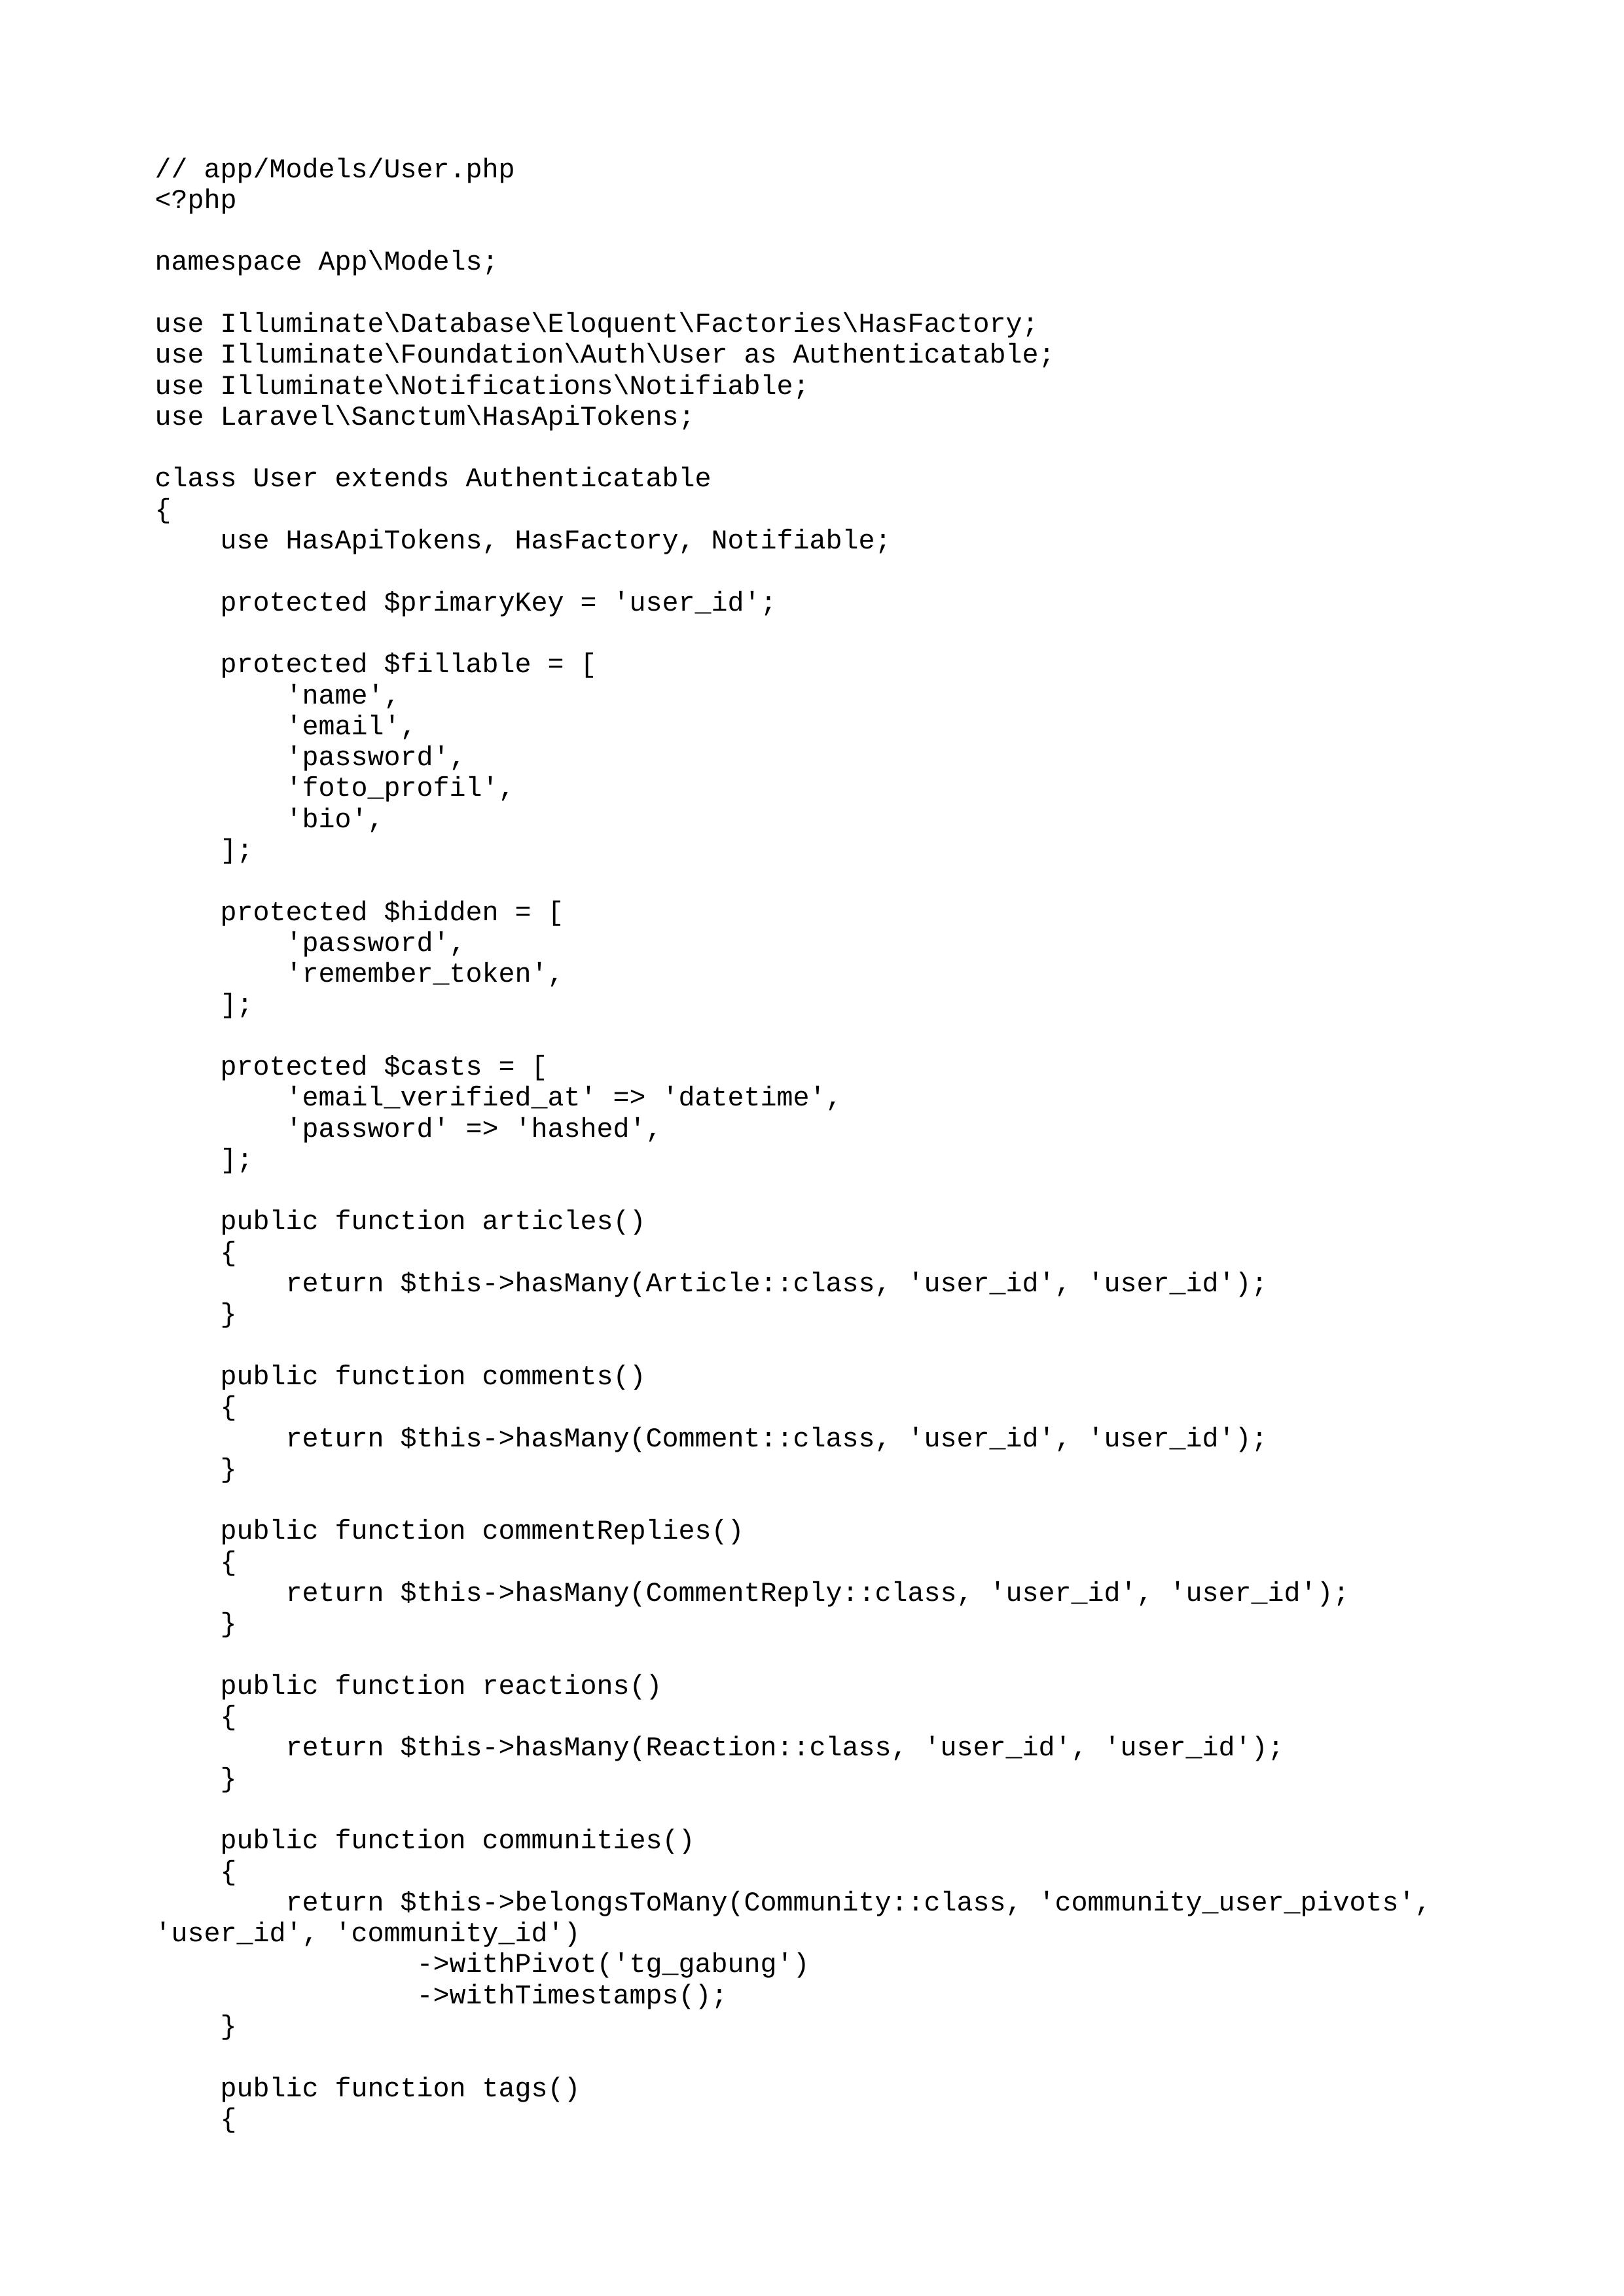 // app/Models/User.php
<?php

namespace App\Models;

use Illuminate\Database\Eloquent\Factories\HasFactory;
use Illuminate\Foundation\Auth\User as Authenticatable;
use Illuminate\Notifications\Notifiable;
use Laravel\Sanctum\HasApiTokens;

class User extends Authenticatable
{
    use HasApiTokens, HasFactory, Notifiable;

    protected $primaryKey = 'user_id';

    protected $fillable = [
        'name',
        'email',
        'password',
        'foto_profil',
        'bio',
    ];

    protected $hidden = [
        'password',
        'remember_token',
    ];

    protected $casts = [
        'email_verified_at' => 'datetime',
        'password' => 'hashed',
    ];

    public function articles()
    {
        return $this->hasMany(Article::class, 'user_id', 'user_id');
    }

    public function comments()
    {
        return $this->hasMany(Comment::class, 'user_id', 'user_id');
    }

    public function commentReplies()
    {
        return $this->hasMany(CommentReply::class, 'user_id', 'user_id');
    }

    public function reactions()
    {
        return $this->hasMany(Reaction::class, 'user_id', 'user_id');
    }

    public function communities()
    {
        return $this->belongsToMany(Community::class, 'community_user_pivots',
'user_id', 'community_id')
                ->withPivot('tg_gabung')
                ->withTimestamps();
    }

    public function tags()
    {